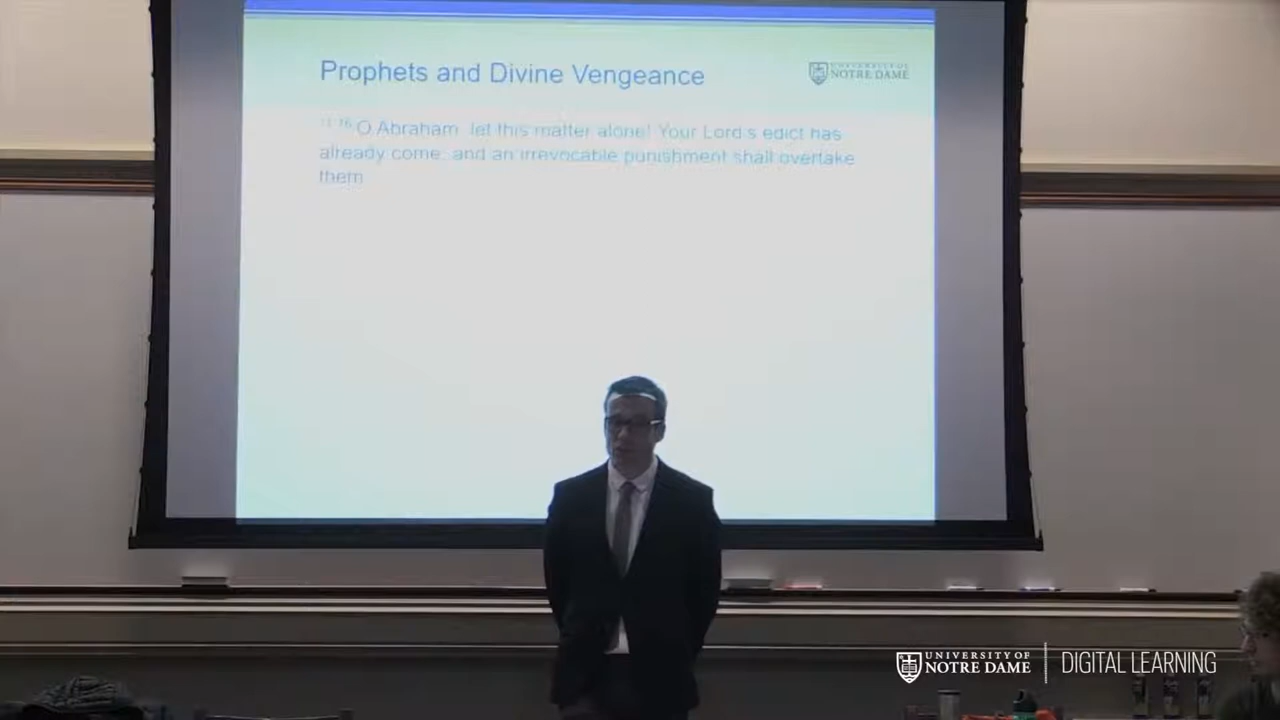 Prophets and Divine Vengeance
UNIVERSITY OF
NOTRE DAME
11:76 O Abraham, let this matter alone! Your Lord's edict has
already come, and an irrevocable punishment shall overtake
them
UNIVERSITY OF
NOTRE DAME
DIGITAL LEARNING